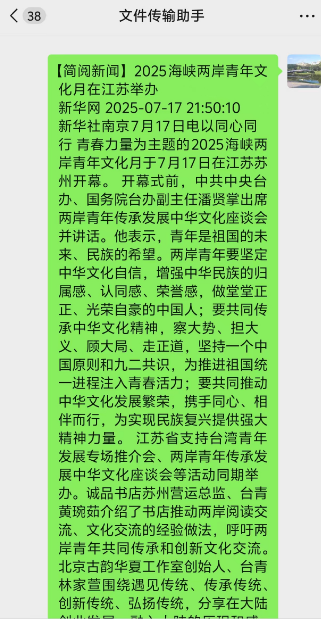 38
文件传输助手
【简阅新闻】2025海峡两岸青年文
化月在江苏举办
新华网 2025-07-17 21:50:10
新华社南京7月17日电以同心同
行 青春力量为主题的2025海峡两
岸青年文化月于7月17日在江苏苏
州开幕。 开幕式前，中共中央台
办、国务院台办副主任潘贤掌出席
两岸青年传承发展中华文化座谈会
并讲话。他表示，青年是祖国的未
来、民族的希望。两岸青年要坚定
中华文化自信，增强中华民族的归
属感、认同感、荣誉感，做堂堂正
正、光荣自豪的中国人；要共同传
承中华文化精神，察大势、担大
义、顾大局、走正道，坚持一个中
国原则和九二共识，为推进祖国统
一进程注入青春活力；要共同推动
中华文化发展繁荣，携手同心、相
伴而行，为实现民族复兴提供强大
精神力量。 江苏省支持台湾青年
发展专场推介会、两岸青年传承发
展中华文化座谈会等活动同期举
办。诚品书店苏州营运总监、台青
黄琬茹介绍了书店推动两岸阅读交
流、文化交流的经验做法，呼吁两
岸青年共同传承和创新文化交流。
北京古韵华夏工作室创始人、台青
林家萱围绕遇见传统、传承传统、
创新传统、弘扬传统，分享在大陆